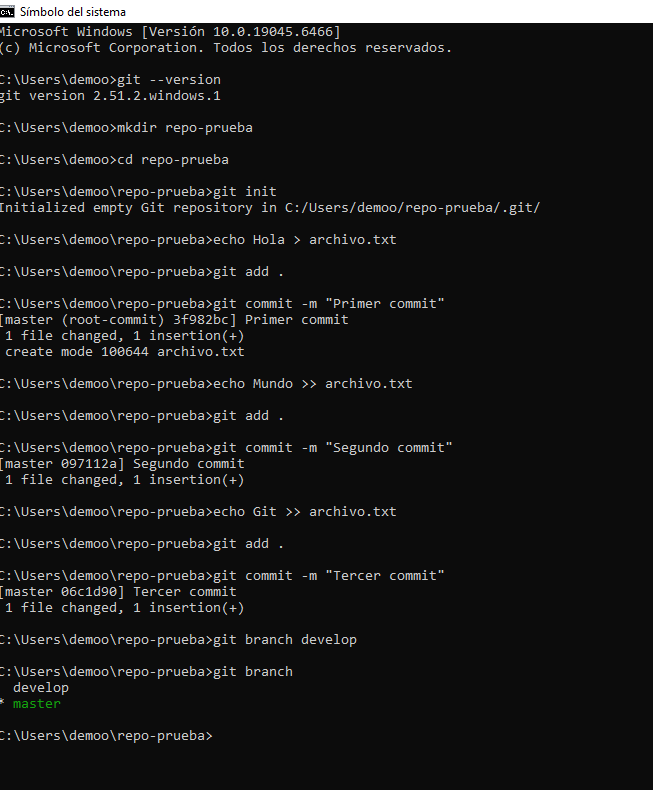 Símbolo del sistema
Microsoft Windows [Versión 10.0.19045.6466]
(c) Microsoft Corporation. Todos los derechos reservados.
C:\Users\demoo>git --version
git version 2.51.2.windows.1
C:\Users\demoo>mkdir repo-prueba
C:\Users\demoo>cd repo-prueba
C:\Users\demoo\repo-prueba>git init
Initialized empty Git repository in C:/Users/demoo/repo-prueba/.git/
C:\Users\demoo\repo-prueba>echo Hola > archivo.txt
C:\Users\demoo\repo-prueba>git add .
C:\Users\demoo\repo-prueba>git commit -m "Primer commit"
[master (root-commit) 3f982bc] Primer commit
 1 file changed, 1 insertion(+)
 create mode 100644 archivo.txt
C:\Users\demoo\repo-prueba>echo Mundo >> archivo.txt
C:\Users\demoo\repo-prueba>git add .
C:\Users\demoo\repo-prueba>git commit -m "Segundo commit"
[master 097112a] Segundo commit
 1 file changed, 1 insertion(+)
C:\Users\demoo\repo-prueba>echo Git >> archivo.txt
C:\Users\demoo\repo-prueba>git add .
C:\Users\demoo\repo-prueba>git commit -m "Tercer commit"
[master 06c1d90] Tercer commit
 1 file changed, 1 insertion(+)
C:\Users\demoo\repo-prueba>git branch develop
C:\Users\demoo\repo-prueba>git branch
  develop
* master
C:\Users\demoo\repo-prueba>